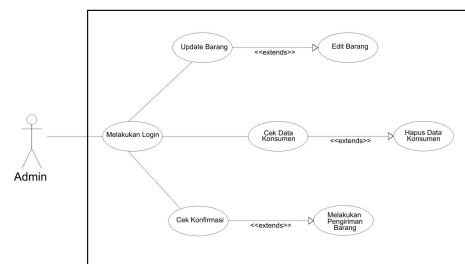 Update Barang
<<extends>>
Edit Barang
Admin
Melakukan Login
Cek Data
Konsumen
<<extends>>
Hapus Data
Konsumen
Cek Konfirmasi
<<extends>>
Melakukan
Pengiriman
Barang